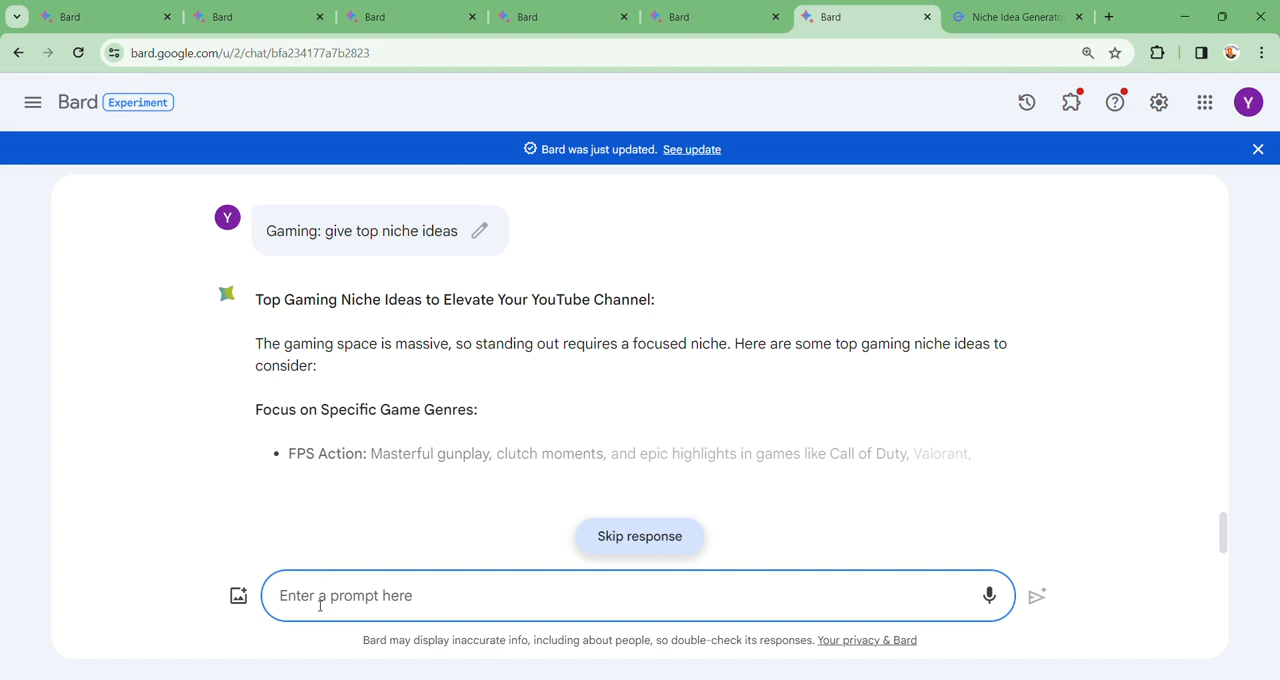 Bard
Bard
Bard
Bard
Bard
Bard
Niche Idea Generato
bard.google.com/u/2/chat/bfa234177a7b2823
Bard Experiment
Y
Bard was just updated. See update
Y
Gaming: give top niche ideas
Top Gaming Niche Ideas to Elevate Your YouTube Channel:
The gaming space is massive, so standing out requires a focused niche. Here are some top gaming niche ideas to
consider:
Focus on Specific Game Genres:
• FPS Action: Masterful gunplay, clutch moments, and epic highlights in games like Call of Duty, Valorant,
Skip response
Enter a prompt here
Bard may display inaccurate info, including about people, so double-check its responses. Your privacy & Bard